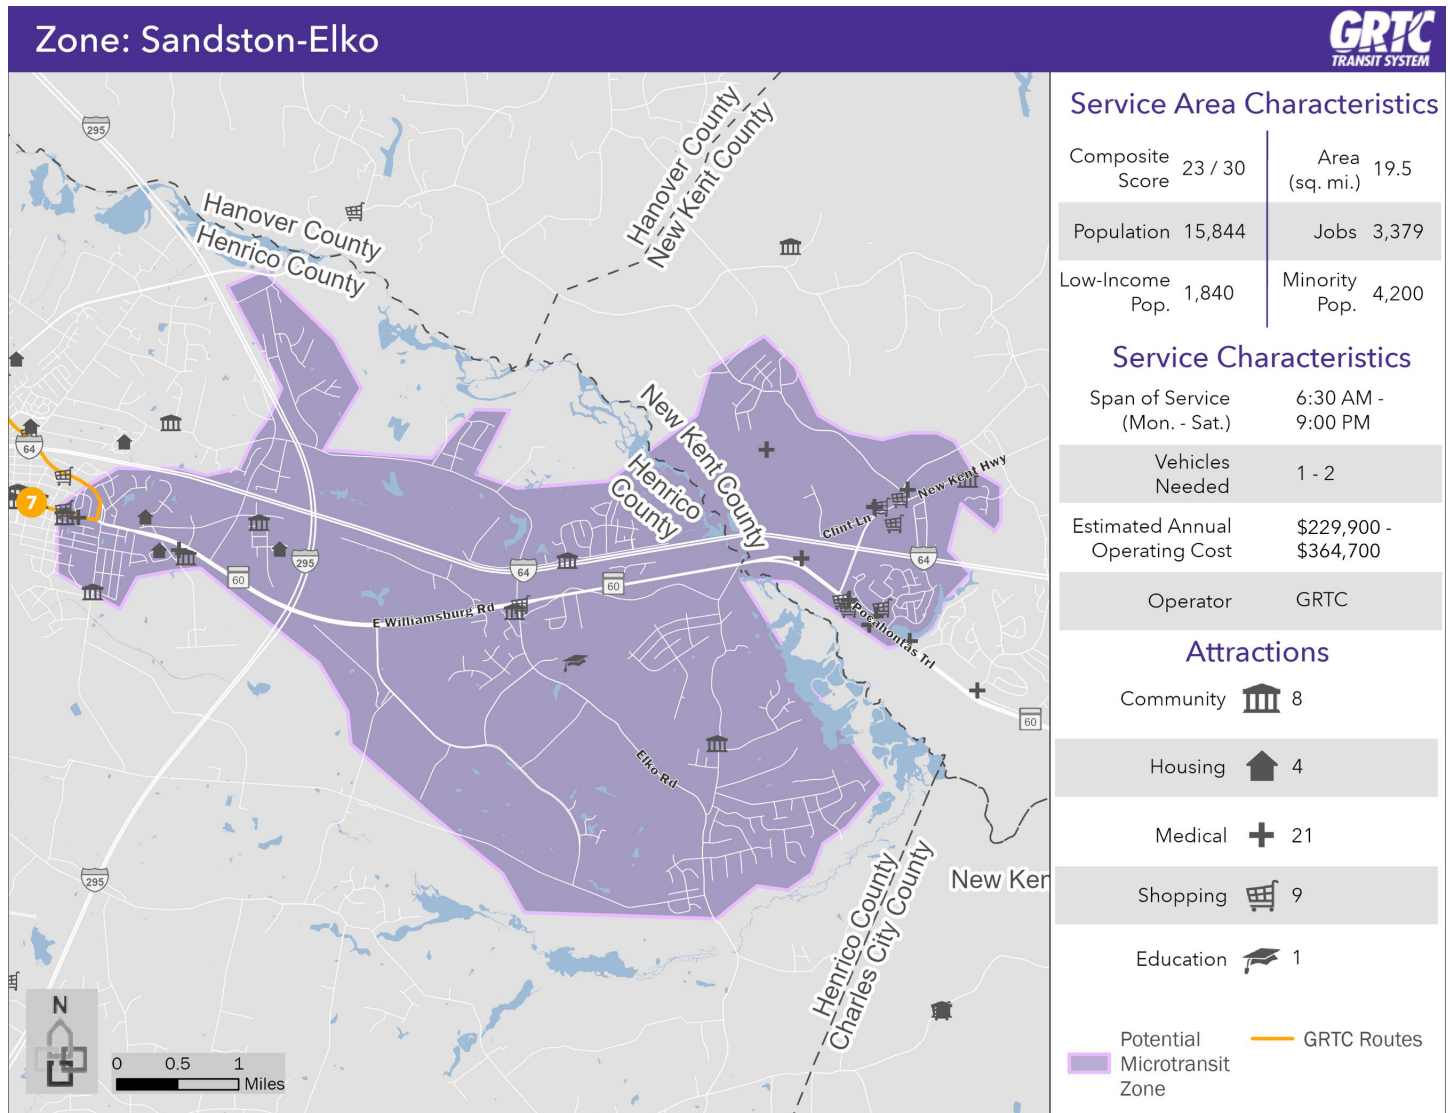 Zone: Sandston-Elko
GRTC
TRANSIT SYSTEM
295
Hanover County
Henrico County
Hanover County
New Kent County
New Kent County
Henrico
County
64
7
60
295
64
60
64
60
295
New Kent Hwy
Clint Ln
E Williamsburg Rd
Pocahontas Trl
Elko Rd
Henrico County
Charles City County
New Ken
N
0 0.5 1
Miles
Service Area Characteristics
Composite
Score 23 / 30
Area
(sq. mi.) 19.5
Population 15,844
Jobs 3,379
Low-Income
Pop. 1,840
Minority
Pop. 4,200
Service Characteristics
Span of Service
(Mon. - Sat.)
6:30 AM -
9:00 PM
Vehicles
Needed
1 - 2
Estimated Annual
Operating Cost
$229,900 -
$364,700
Operator GRTC
Attractions
Community 8
Housing 4
Medical 21
Shopping 9
Education 1
Potential
Microtransit
Zone
GRTC Routes